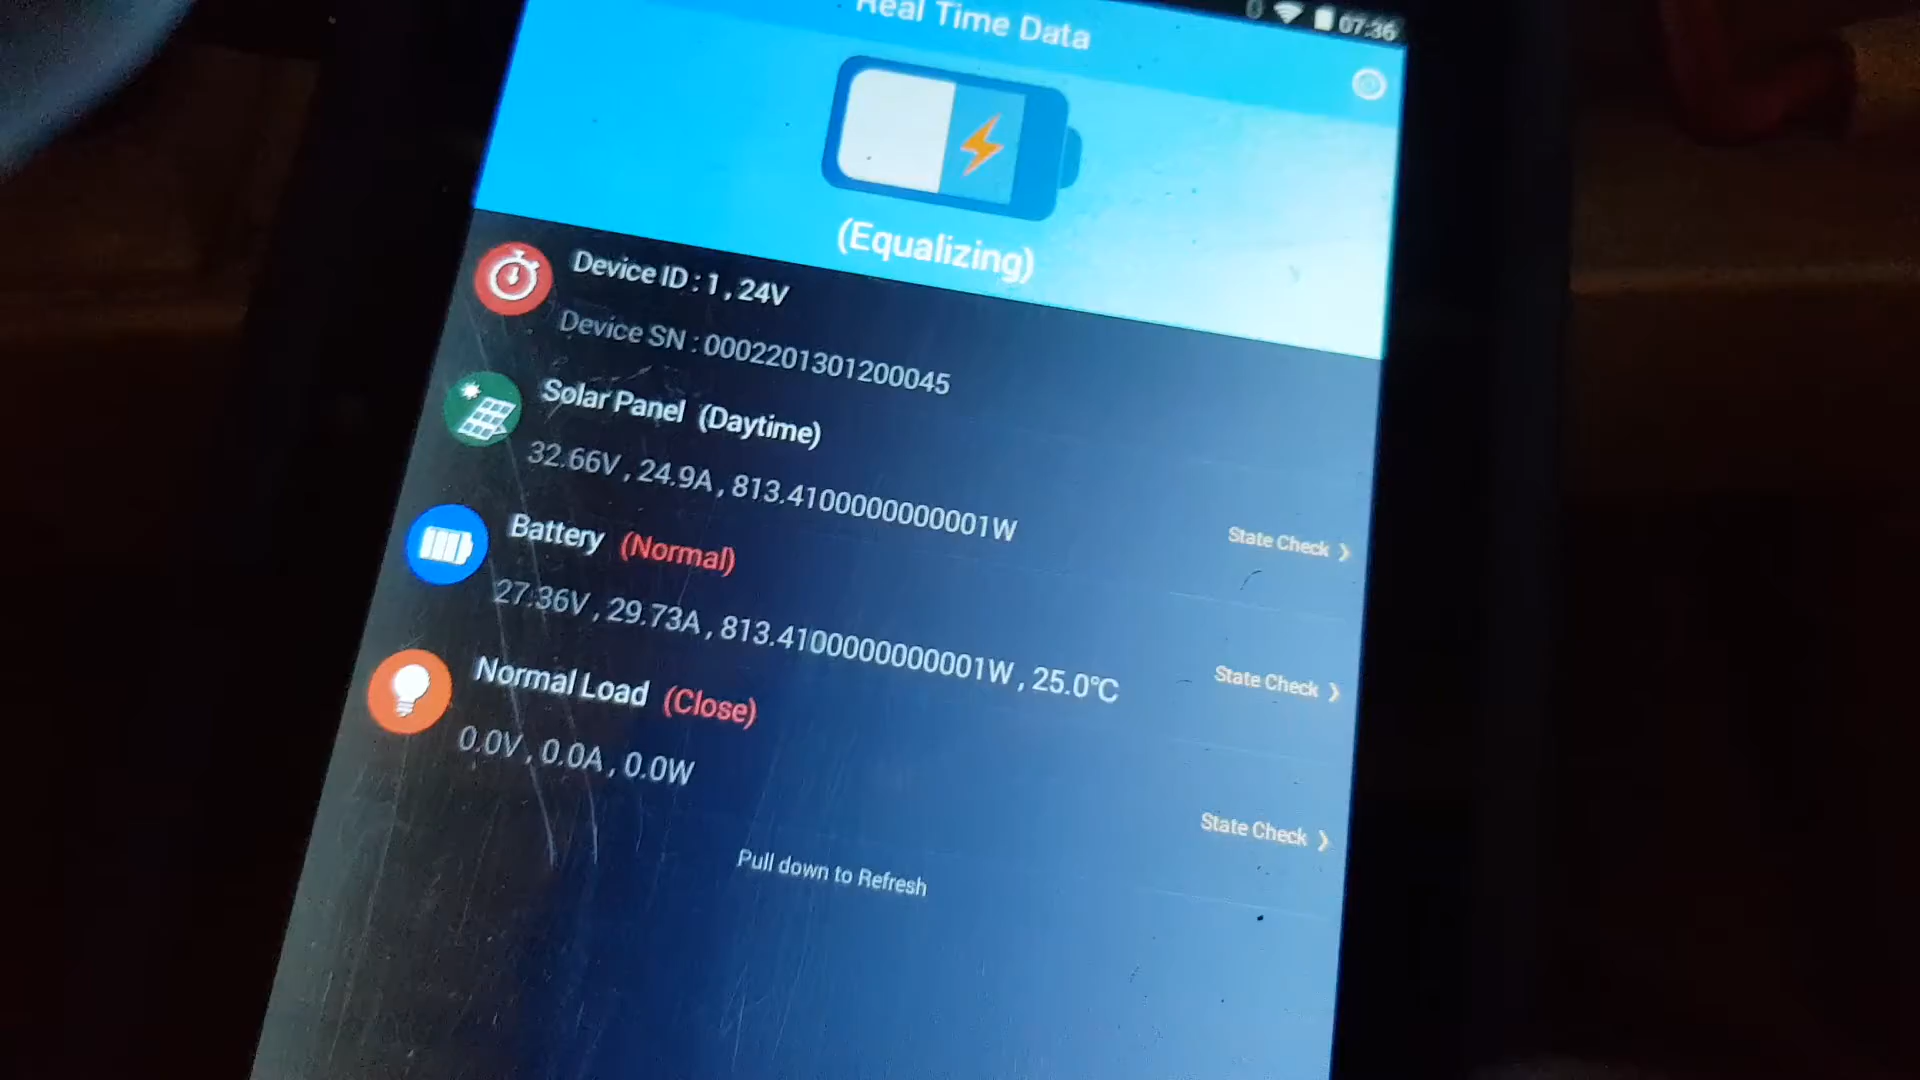 07:36
Real Time Data
(Equalizing)
Device ID : 1 , 24V
Device SN : 0002201301200045
Solar Panel (Daytime)
32.66V , 24.9A , 813.4100000000001W
State Check
Battery (Normal)
27.36V , 29.73A , 813.4100000000001W , 25.0℃
State Check
Normal Load (Close)
0.0V , 0.0A , 0.0W
State Check
Pull down to Refresh